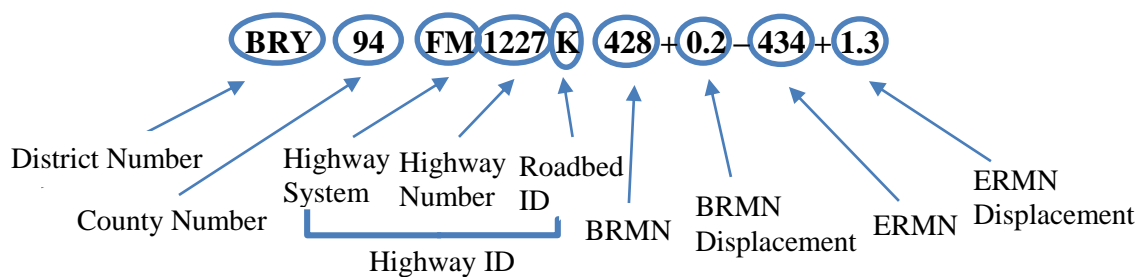 BRY 94 FM 1227 K 428 + 0.2 – 434 + 1.3
District Number
County Number
Highway System
Highway Number
Roadbed ID
Highway ID
BRMN
BRMN Displacement
ERMN
ERMN Displacement